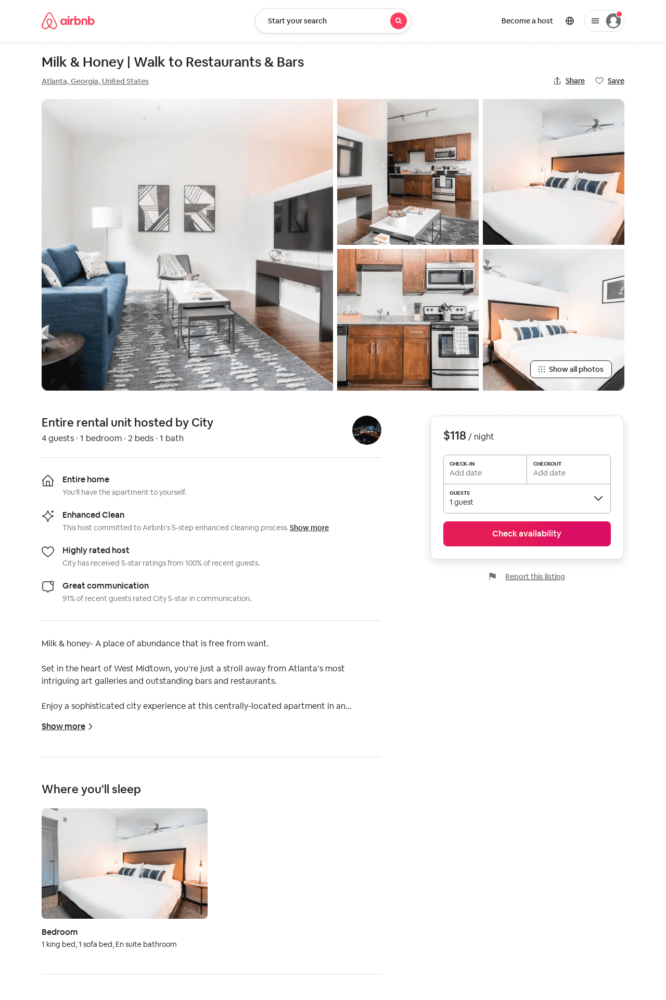 airbnb
Start your search
Become a host
Milk & Honey | Walk to Restaurants & Bars
Atlanta, Georgia, United States
Share
Save
Show all photos
Entire rental unit hosted by City
4 guests · 1 bedroom · 2 beds · 1 bath
$118 / night
CHECK-IN
Add date
CHECKOUT
Add date
GUESTS
1 guest
Check availability
Report this listing
Entire home
You’ll have the apartment to yourself.
Enhanced Clean
This host committed to Airbnb's 5-step enhanced cleaning process. Show more
Highly rated host
City has received 5-star ratings from 100% of recent guests.
Great communication
91% of recent guests rated City 5-star in communication.
Milk & honey- A place of abundance that is free from want.
Set in the heart of West Midtown, you’re just a stroll away from Atlanta’s most
intriguing art galleries and outstanding bars and restaurants.
Enjoy a sophisticated city experience at this centrally-located apartment in an…
Show more
Where you'll sleep
Bedroom
1 king bed, 1 sofa bed, En suite bathroom